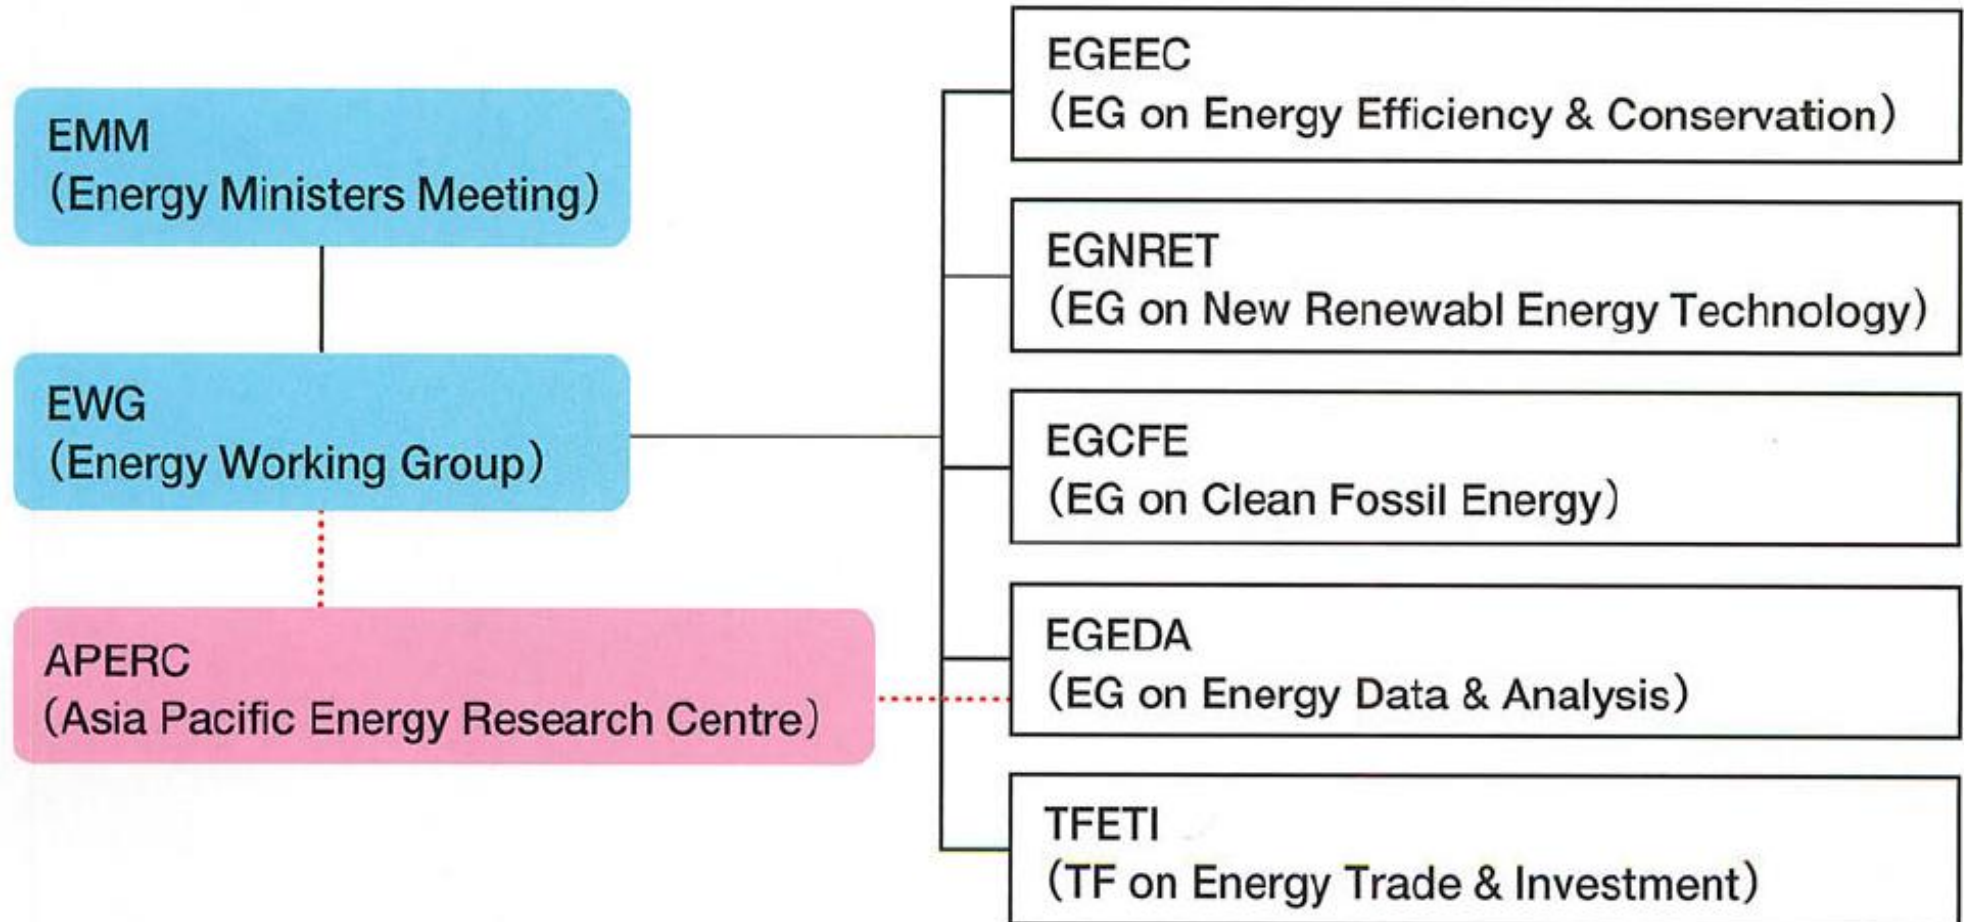 EMM
(Energy Ministers Meeting)
EWG
(Energy Working Group)
APERC
(Asia Pacific Energy Research Centre)
EGEEC
(EG on Energy Efficiency & Conservation)
EGNRET
(EG on New Renewabl Energy Technology)
EGCFE
(EG on Clean Fossil Energy)
EGEDA
(EG on Energy Data & Analysis)
TFETI
(TF on Energy Trade & Investment)